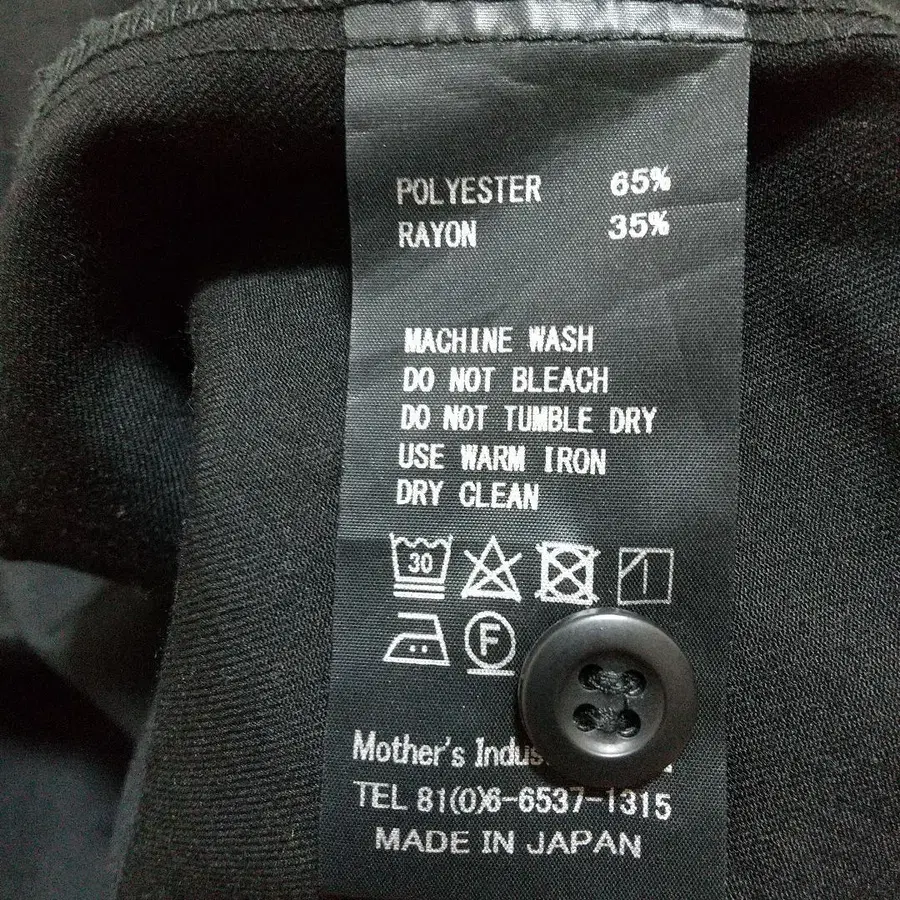 POLYESTER 65%
RAYON 35%
MACHINE WASH
DO NOT BLEACH
DO NOT TUMBLE DRY
USE WARM IRON
DRY CLEAN
30
F
Mother's
TEL 81(0)6-6537-1315
MADE IN JAPAN